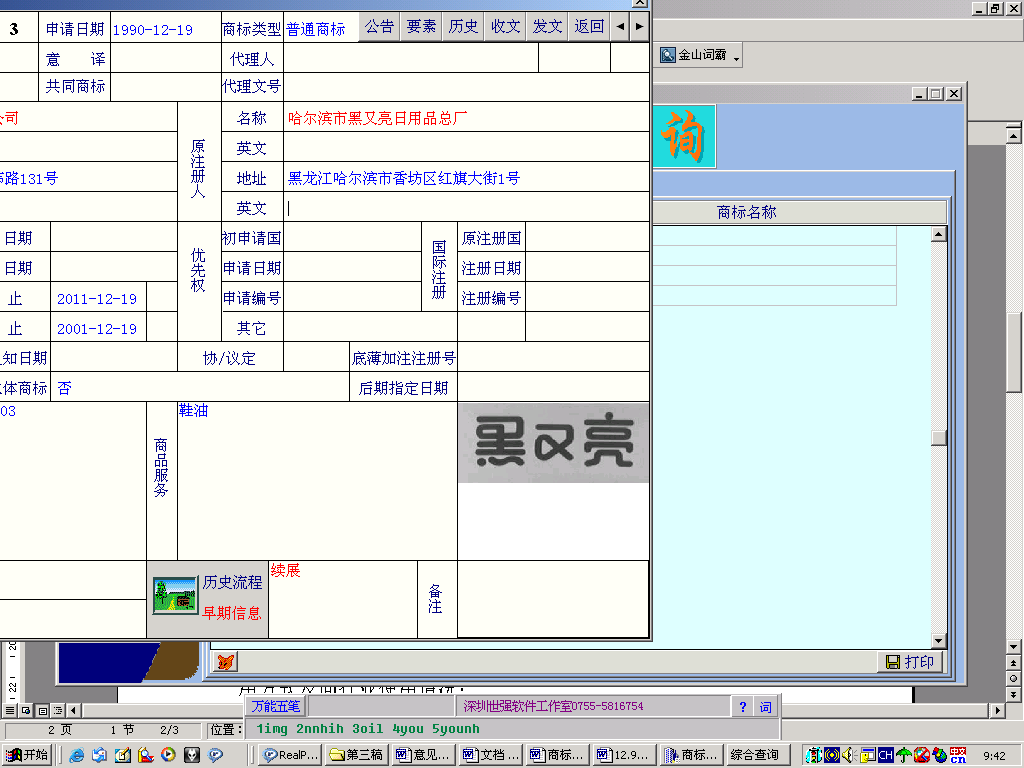 3 申请日期 1990-12-19 商标类型 普通商标 公告 要素 历史 收文 发文 返回
意 译 代理人
共同商标 代理文号
金山词霸
公司 原注册人 名称 哈尔滨市黑又亮日用品总厂
英文
路131号 地址 黑龙江哈尔滨市香坊区红旗大街1号
英文
询
商标名称
日期 优先权 初申请国 国际注册 原注册国
日期 申请日期 注册日期
止 2011-12-19 申请编号 注册编号
止 2001-12-19 其它
知日期 协/议定 底薄加注注册号
体商标 否 后期指定日期
03 商品服务 鞋油 黑又亮
历史流程 续展 备注
早期信息
打印
万能五笔 深圳世强软件工作室0755-5816754 ? 词
2 页 1 节 2/3 位置:
1img 2nnhih 3oil 4you 5younh
开始 RealP... 第三稿 意见... 文档 ... 商标... 12.9... 商标... 综合查询 CH cn 9:42